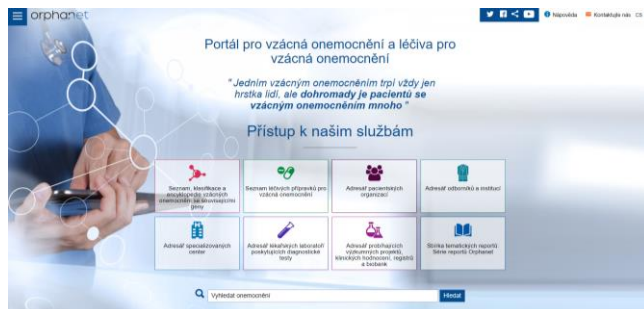 orphanet
Nápověda
Kontaktujte nás
CS
Portál pro vzácná onemocnění a léčiva pro
vzácná onemocnění
"Jedním vzácným onemocněním trpí vždy jen
hrstka lidí, ale dohromady je pacientů se
vzácným onemocněním mnoho"
Přístup k našim službám
Seznam, klasifikace a
encyklopedie vzácných
onemocnění se souvisejícími
geny
Seznam léčivých přípravků pro
vzácná onemocnění
Adresář pacientských
organizací
Adresář odborníků a institucí
Adresář specializovaných
center
Adresář lékařských laboratoří
poskytujících diagnostické
testy
Adresář probíhajících
výzkumných projektů,
klinických hodnocení, registrů
a biobank
Sbírka tematických reportů:
Série reportů Orphanet
Vyhledat onemocnění
Hledat